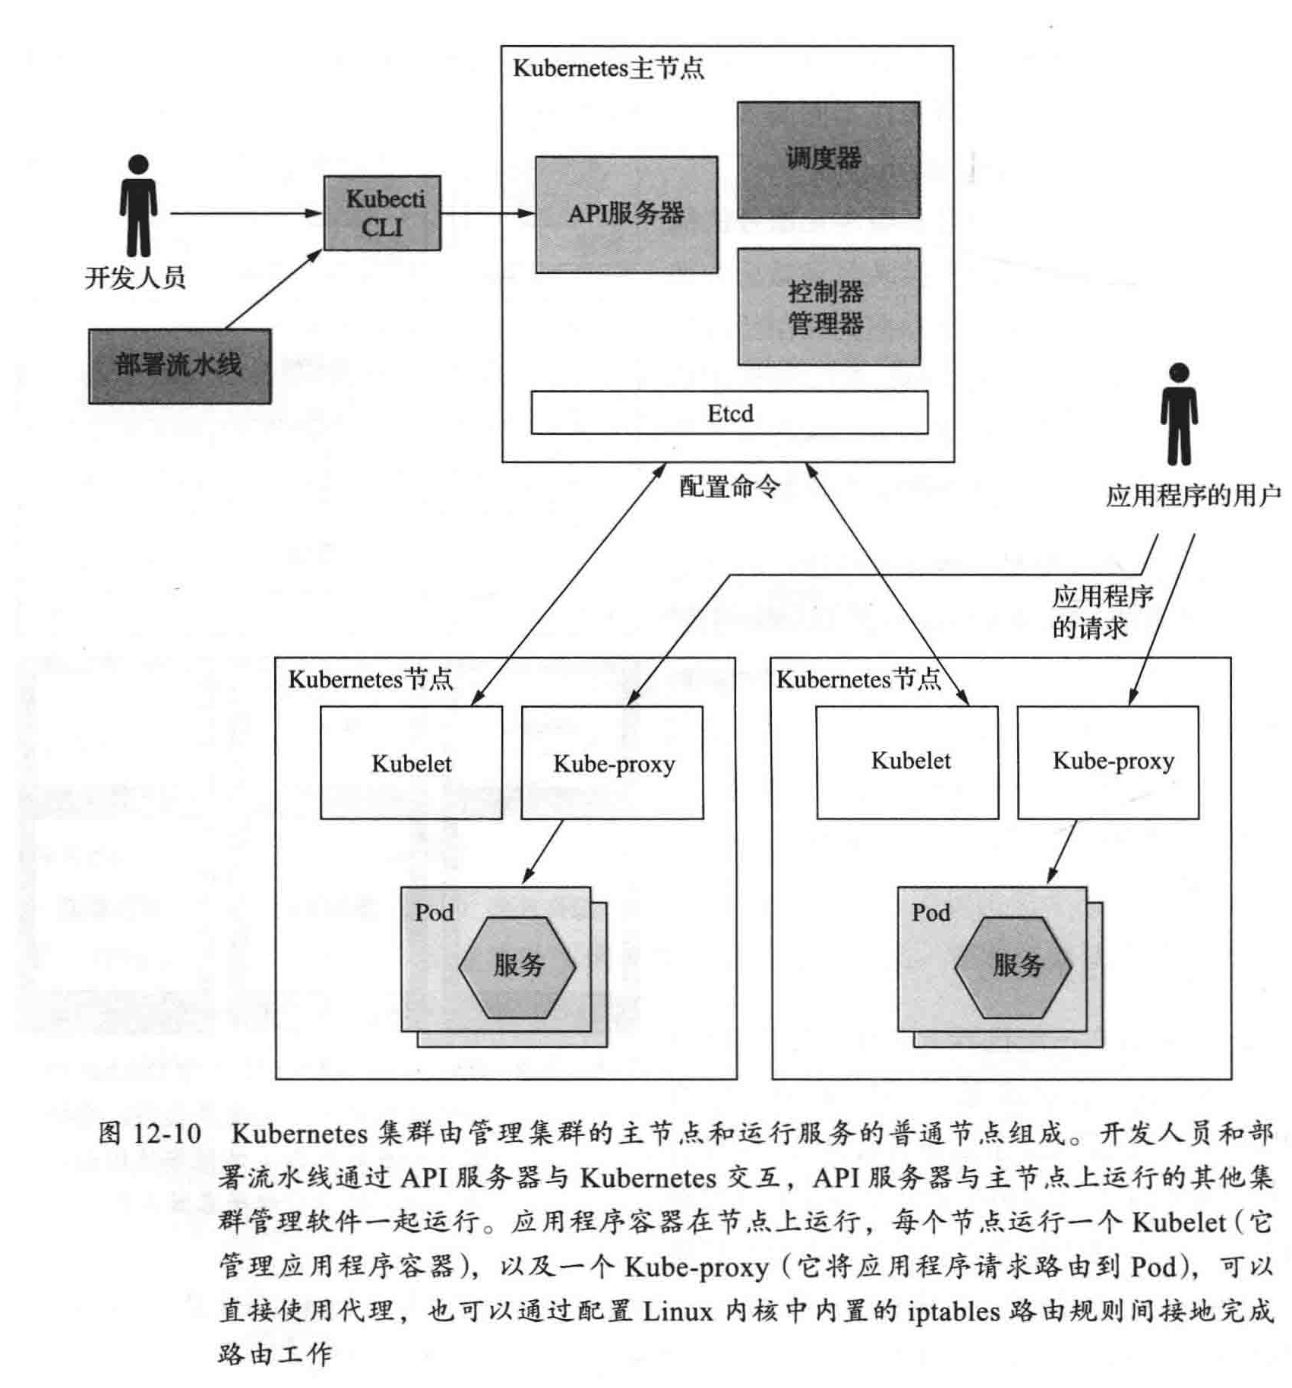 Kubernetes主节点
调度器
Kubecti
CLI
API服务器
开发人员
控制器
管理器
部署流水线
Etcd
配置命令
应用程序的用户
应用程序
的请求
Kubernetes节点
Kubernetes节点
Kubelet
Kube-proxy
Kubelet
Kube-proxy
Pod
服务
Pod
服务
图 12-10 Kubernetes 集群由管理集群的主节点和运行服务的普通节点组成。开发人员和部
署流水线通过 API 服务器与 Kubernetes 交互，API 服务器与主节点上运行的其他集
群管理软件一起运行。应用程序容器在节点上运行，每个节点运行一个 Kubelet（它
管理应用程序容器），以及一个 Kube-proxy（它将应用程序请求路由到 Pod），可以
直接使用代理，也可以通过配置 Linux 内核中内置的 iptables 路由规则间接地完成
路由工作